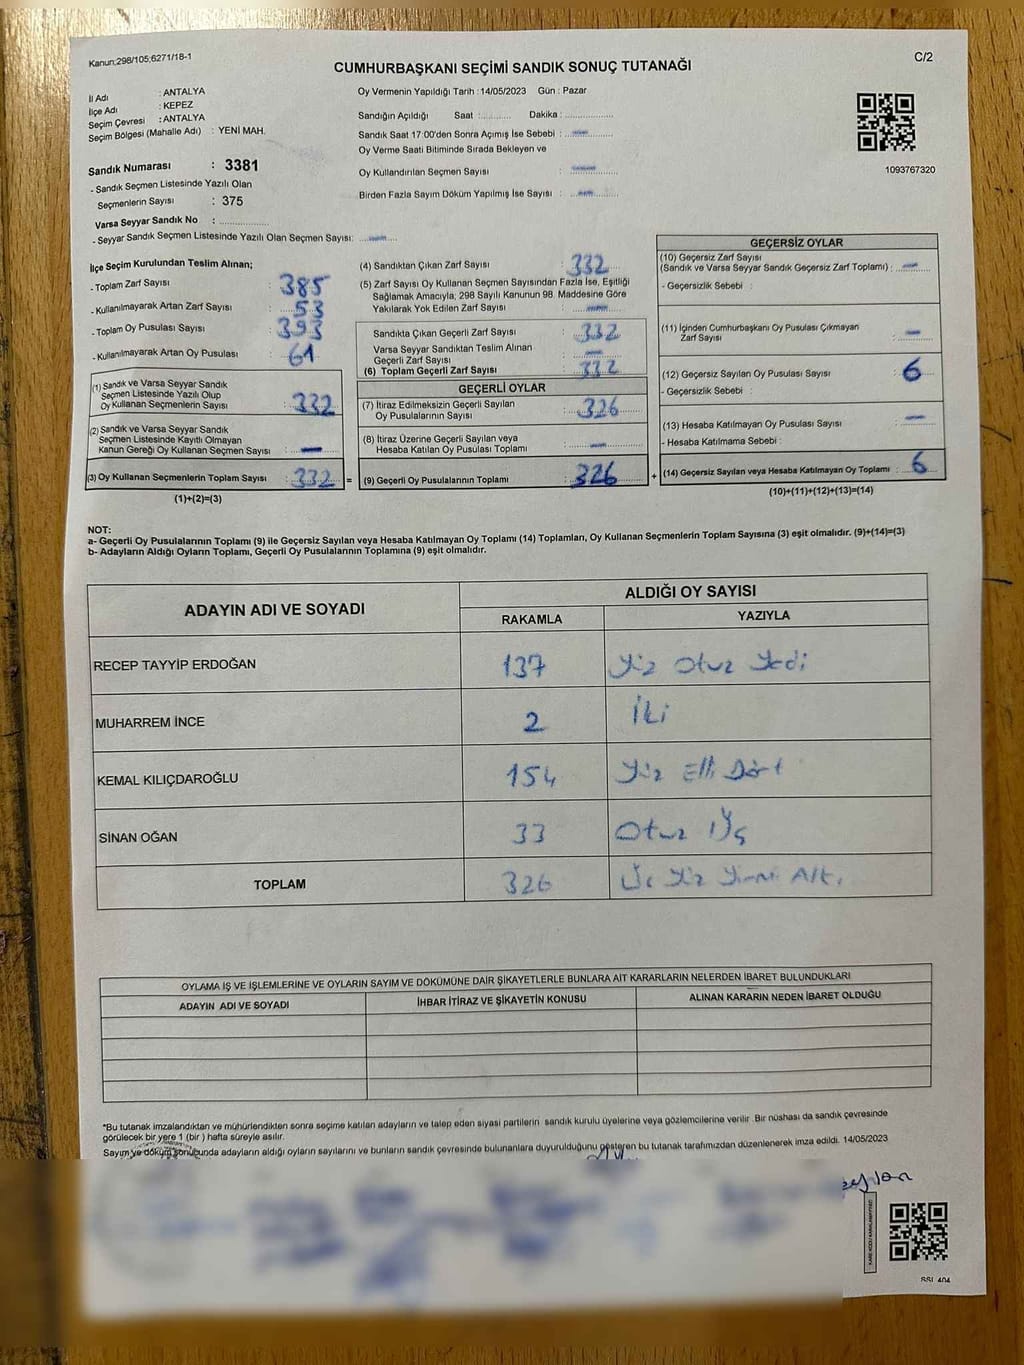 Kanun;298/105;6271/18-1
C/2
CUMHURBAŞKANI SEÇİMİ SANDIK SONUÇ TUTANAĞI
İl Adı : ANTALYA
İlçe Adı : KEPEZ
Seçim Çevresi : ANTALYA
Seçim Bölgesi (Mahalle Adı) : YENİ MAH.
Sandık Numarası : 3381
- Sandık Seçmen Listesinde Yazılı Olan
Seçmenlerin Sayısı : 375
Varsa Seyyar Sandık No :
- Seyyar Sandık Seçmen Listesinde Yazılı Olan Seçmen Sayısı: —
Oy Vermenin Yapıldığı Tarih : 14/05/2023 Gün : Pazar
Sandığın Açıldığı Saat : Dakika :
Sandık Saat 17:00'den Sonra Açımış İse Sebebi : —
Oy Verme Saati Bitiminde Sırada Bekleyen ve
Oy Kullandırılan Seçmen Sayısı : —
Birden Fazla Sayım Döküm Yapılmış İse Sayısı : —
1093767320
İlçe Seçim Kurulundan Teslim Alınan;
- Toplam Zarf Sayısı : 385
- Kullanılmayarak Artan Zarf Sayısı : 53
- Toplam Oy Pusulası Sayısı : 393
- Kullanılmayarak Artan Oy Pusulası : 61
(1) Sandık ve Varsa Seyyar Sandık
Seçmen Listesinde Yazılı Olup
Oy Kullanan Seçmenlerin Sayısı : 332
(2) Sandık ve Varsa Seyyar Sandık
Seçmen Listesinde Kayıtlı Olmayan
Kanun Gereği Oy Kullanan Seçmen Sayısı : —
(3) Oy Kullanan Seçmenlerin Toplam Sayısı : 332 =
(1)+(2)=(3)
(4) Sandıktan Çıkan Zarf Sayısı : 332
(5) Zarf Sayısı Oy Kullanan Seçmen Sayısından Fazla İse, Eşitliği
Sağlamak Amacıyla; 298 Sayılı Kanunun 98. Maddesine Göre
Yakılarak Yok Edilen Zarf Sayısı : —
Sandıkta Çıkan Geçerli Zarf Sayısı : 332
Varsa Seyyar Sandıktan Teslim Alınan
Geçerli Zarf Sayısı : —
(6) Toplam Geçerli Zarf Sayısı : 332
GEÇERLİ OYLAR
(7) İtiraz Edilmeksizin Geçerli Sayılan
Oy Pusulalarının Sayısı : 326
(8) İtiraz Üzerine Geçerli Sayılan veya
Hesaba Katılan Oy Pusulası Toplamı : —
(9) Geçerli Oy Pusulalarının Toplamı : 326 +
GEÇERSİZ OYLAR
(10) Geçersiz Zarf Sayısı
(Sandık ve Varsa Seyyar Sandık Geçersiz Zarf Toplamı) : —
- Geçersizlik Sebebi :
(11) İçinden Cumhurbaşkanı Oy Pusulası Çıkmayan
Zarf Sayısı : —
(12) Geçersiz Sayılan Oy Pusulası Sayısı : 6
- Geçersizlik Sebebi :
(13) Hesaba Katılmayan Oy Pusulası Sayısı : —
- Hesaba Katılmama Sebebi :
(14) Geçersiz Sayılan veya Hesaba Katılmayan Oy Toplamı : 6
(10)+(11)+(12)+(13)=(14)
NOT:
a- Geçerli Oy Pusulalarının Toplamı (9) ile Geçersiz Sayılan veya Hesaba Katılmayan Oy Toplamı (14) Toplamları, Oy Kullanan Seçmenlerin Toplam Sayısına (3) eşit olmalıdır. (9)+(14)=(3)
b- Adayların Aldığı Oyların Toplamı, Geçerli Oy Pusulalarının Toplamına (9) eşit olmalıdır.
ADAYIN ADI VE SOYADI
ALDIĞI OY SAYISI
RAKAMLA YAZIYLA
RECEP TAYYİP ERDOĞAN 137 Yüz Otuz Yedi
MUHARREM İNCE 2 İki
KEMAL KILIÇDAROĞLU 154 Yüz Elli Dört
SİNAN OĞAN 33 Otuz Üç
TOPLAM 326 Üç Yüz Yirmi Altı
OYLAMA İŞ VE İŞLEMLERİNE VE OYLARIN SAYIM VE DÖKÜMÜNE DAİR ŞİKAYETLERLE BUNLARA AİT KARARLARIN NELERDEN İBARET BULUNDUKLARI
ADAYIN ADI VE SOYADI İHBAR İTİRAZ VE ŞİKAYETİN KONUSU ALINAN KARARIN NEDEN İBARET OLDUĞU
*Bu tutanak imzalandıktan ve mühürlendikten sonra seçime katılan adayların ve talep eden siyasi partilerin sandık kurulu üyelerine veya gözlemcilerine verilir. Bir nüshası da sandık çevresinde
görülecek bir yere 1 (bir ) hafta süreyle asılır.
Sayım ve döküm sonucunda adayların aldığı oyların sayılarını ve bunların sandık çevresinde bulunanlara duyurulduğunu gösteren bu tutanak tarafımızdan düzenlenerek imza edildi. 14/05/2023